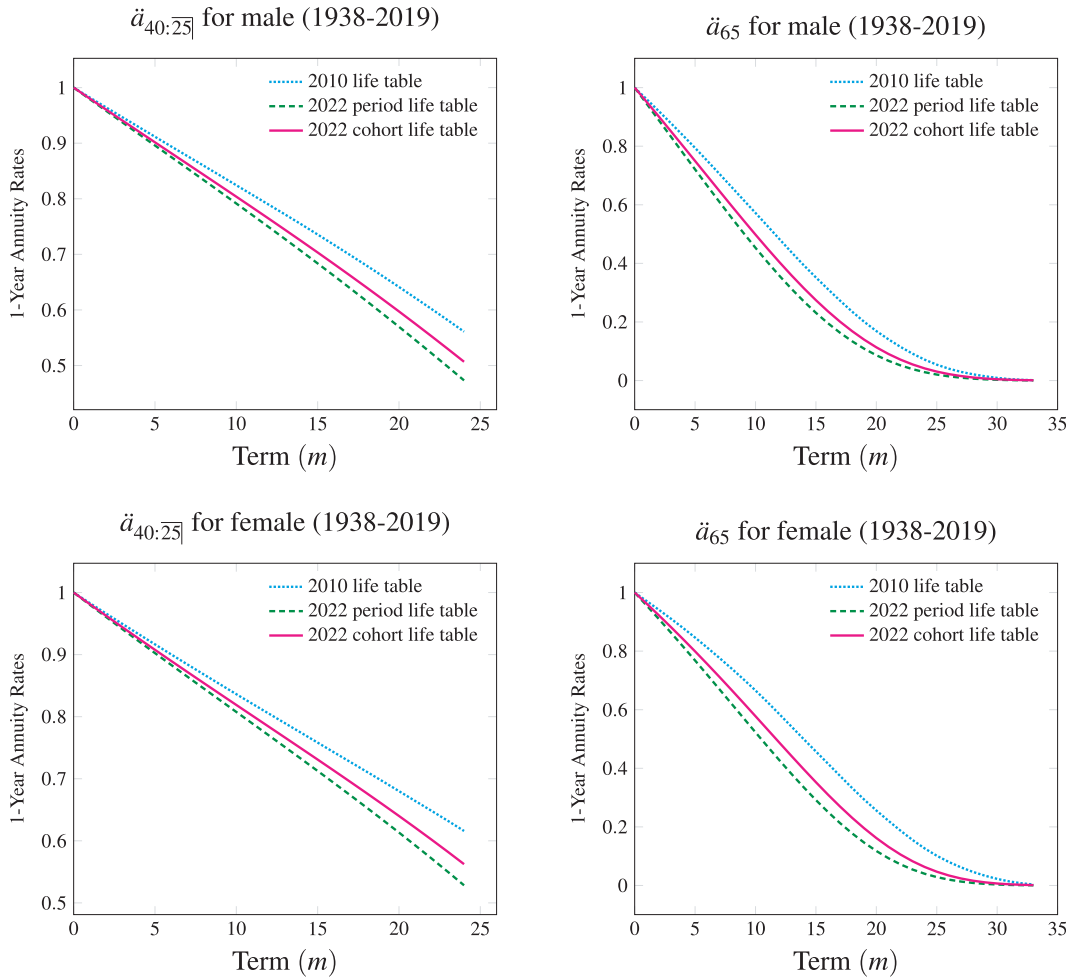 ä40:25| for male (1938-2019)
1-Year Annuity Rates
1
0.9
0.8
0.7
0.6
0.5
2010 life table
2022 period life table
2022 cohort life table
0 5 10 15 20 25
Term (m)
ä65 for male (1938-2019)
1-Year Annuity Rates
1
0.8
0.6
0.4
0.2
0
2010 life table
2022 period life table
2022 cohort life table
0 5 10 15 20 25 30 35
Term (m)
ä40:25| for female (1938-2019)
1-Year Annuity Rates
1
0.9
0.8
0.7
0.6
0.5
2010 life table
2022 period life table
2022 cohort life table
0 5 10 15 20 25
Term (m)
ä65 for female (1938-2019)
1-Year Annuity Rates
1
0.8
0.6
0.4
0.2
0
2010 life table
2022 period life table
2022 cohort life table
0 5 10 15 20 25 30 35
Term (m)